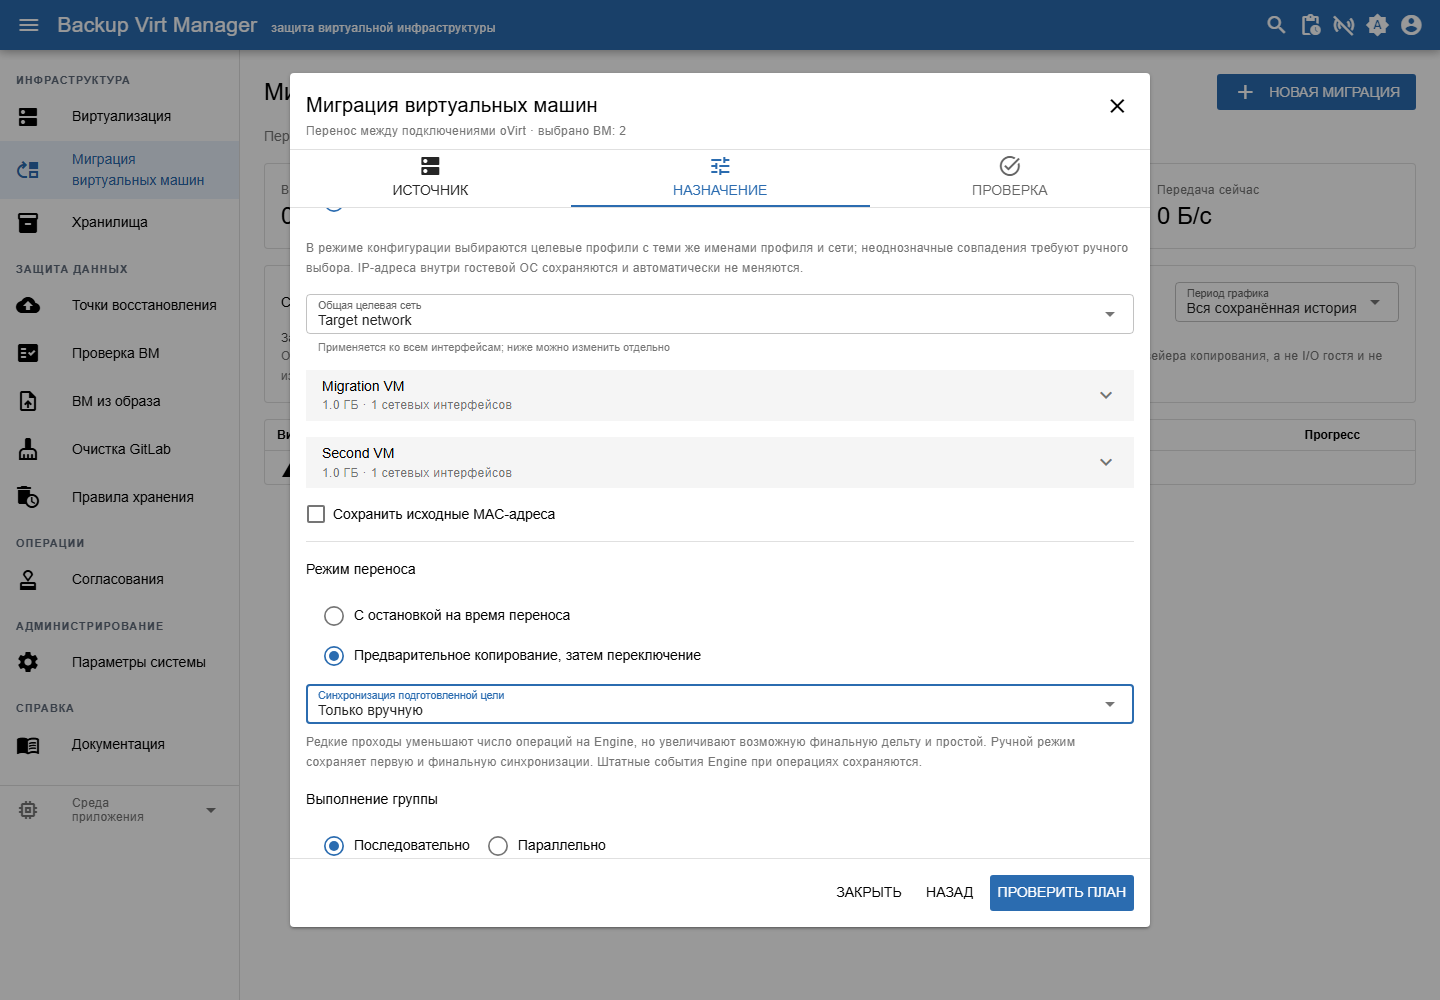 Backup Virt Manager защита виртуальной инфраструктуры
ИНФРАСТРУКТУРА
Виртуализация
Миграция
виртуальных машин
Хранилища
ЗАЩИТА ДАННЫХ
Точки восстановления
Проверка ВМ
ВМ из образа
Очистка GitLab
Правила хранения
ОПЕРАЦИИ
Согласования
АДМИНИСТРИРОВАНИЕ
Параметры системы
СПРАВКА
Документация
Среда
приложения
НОВАЯ МИГРАЦИЯ
Передача сейчас
0 Б/с
Период графика
Вся сохранённая история
копирования, а не I/O гостя и не
Прогресс
Миграция виртуальных машин
Перенос между подключениями oVirt · выбрано ВМ: 2
ИСТОЧНИК
НАЗНАЧЕНИЕ
ПРОВЕРКА
В режиме конфигурации выбираются целевые профили с теми же именами профиля и сети; неоднозначные совпадения требуют ручного
выбора. IP-адреса внутри гостевой ОС сохраняются и автоматически не меняются.
Общая целевая сеть
Target network
Применяется ко всем интерфейсам; ниже можно изменить отдельно
Migration VM
1.0 ГБ · 1 сетевых интерфейсов
Second VM
1.0 ГБ · 1 сетевых интерфейсов
Сохранить исходные MAC-адреса
Режим переноса
С остановкой на время переноса
Предварительное копирование, затем переключение
Синхронизация подготовленной цели
Только вручную
Редкие проходы уменьшают число операций на Engine, но увеличивают возможную финальную дельту и простой. Ручной режим
сохраняет первую и финальную синхронизации. Штатные события Engine при операциях сохраняются.
Выполнение группы
Последовательно
Параллельно
ЗАКРЫТЬ
НАЗАД
ПРОВЕРИТЬ ПЛАН